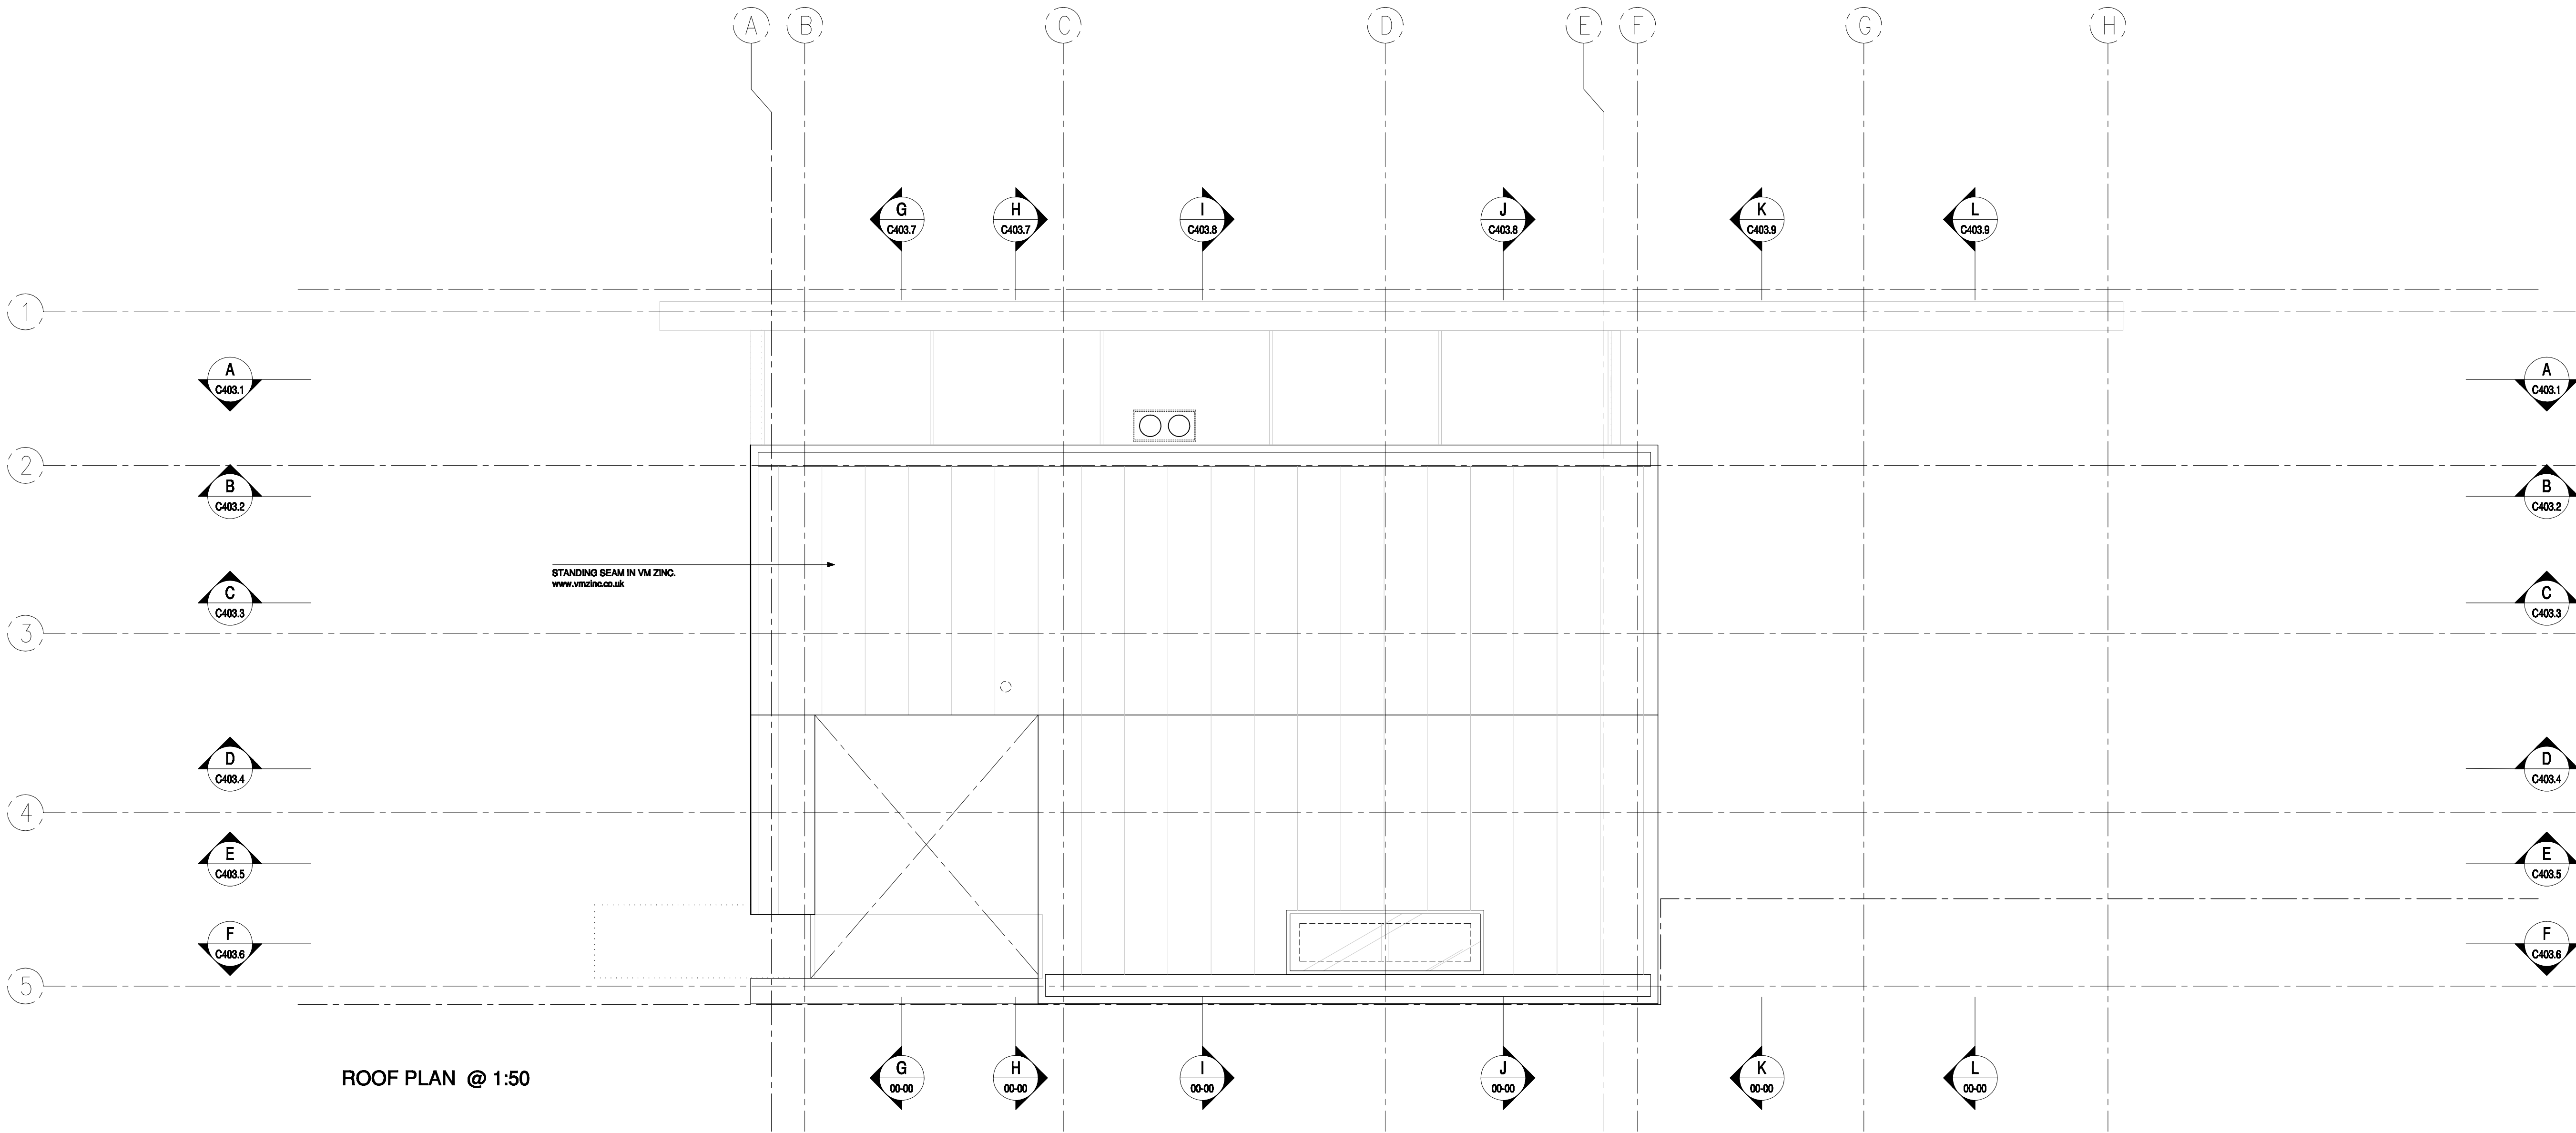 A B C D E F G H
G H I J K L
C403.7 C403.7 C403.8 C403.8 C403.9 C403.9
1
A A
C403.1 C403.1
2
B B
C403.2 C403.2
STANDING SEAM IN VM ZINC.
www.vmzinc.co.uk
C C
C403.3 C403.3
3
D D
C403.4 C403.4
4
E E
C403.5 C403.5
F F
C403.6 C403.6
5
G H I J K L
ROOF PLAN @ 1:50
00-00 00-00 00-00 00-00 00-00 00-00